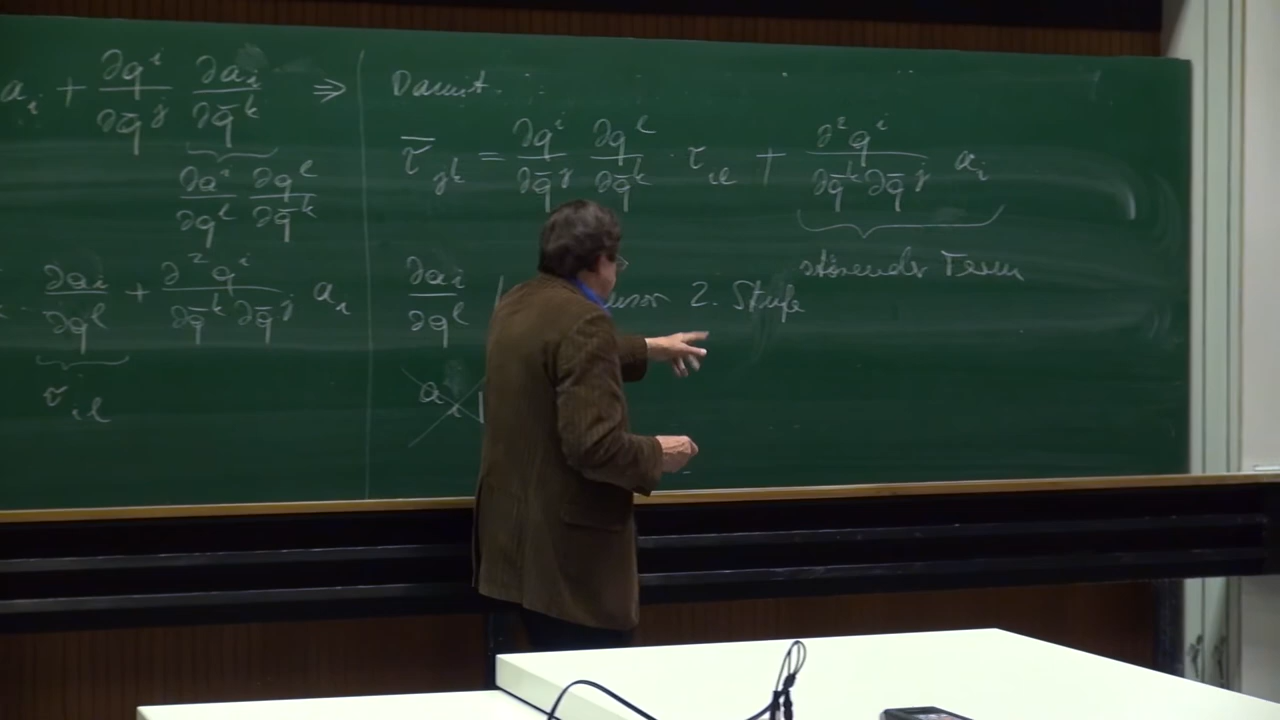 a_i + ∂q^i/∂q̄^j ∂a_i/∂q̄^k ⇒
∂a^i/∂q^l ∂q^l/∂q̄^k
∂a_i/∂q^l + ∂²q^i/∂q̄^k∂q̄^j a_i
τ_il
Damit:
τ̄_jk = ∂q^i/∂q̄^j ∂q^l/∂q̄^k · τ_il + ∂²q^i/∂q̄^k∂q̄^j a_i
störender Term
∂a_i/∂q^l 2. Stufe
a_i|